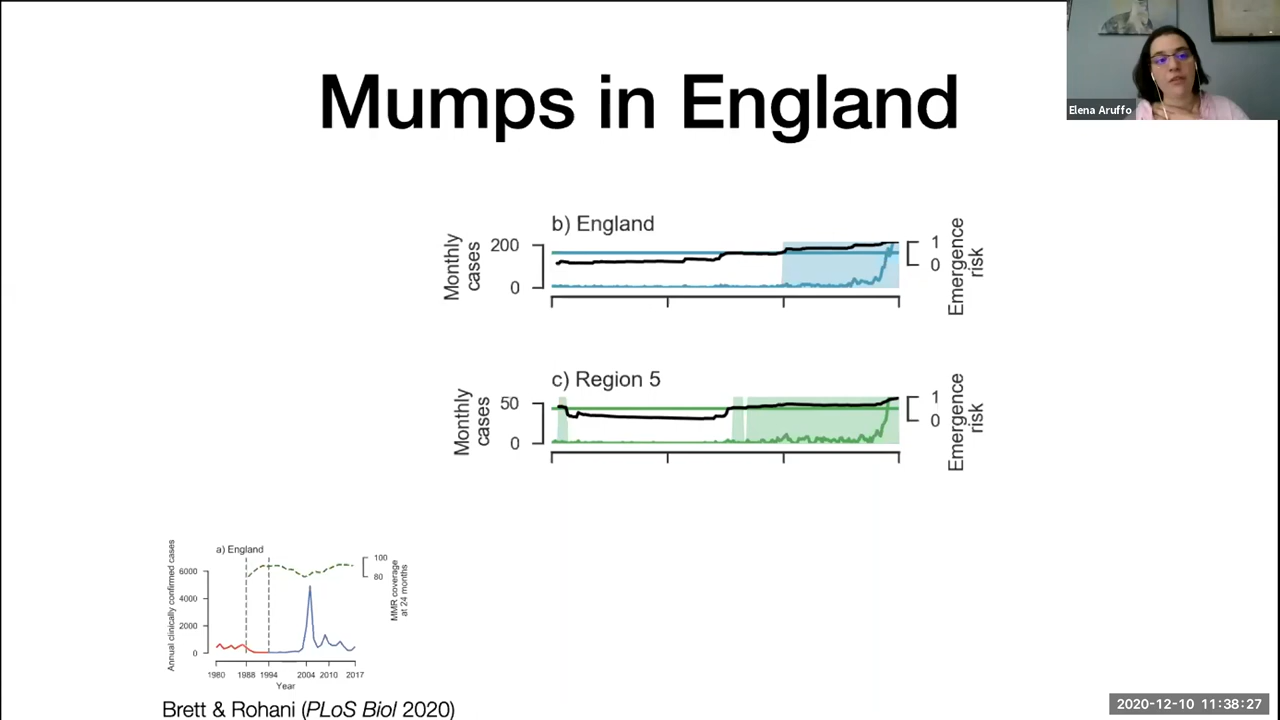 Mumps in England
Elena Aruffo
b) England
Monthly
cases
200
0
1
0
Emergence
risk
c) Region 5
Monthly
cases
50
0
1
0
Emergence
risk
a) England
Annual clinically confirmed cases
6000
4000
2000
0
100
80
MMR coverage
at 24 months
1980 1988 1994 2004 2010 2017
Year
Brett & Rohani (PLoS Biol 2020)
2020-12-10 11:38:27